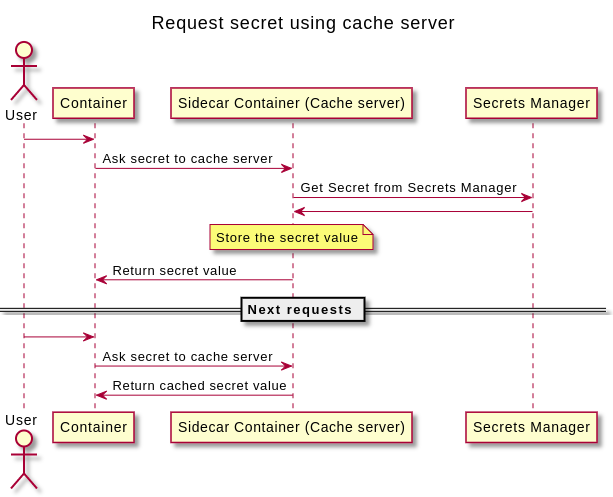 Request secret using cache server
User
Container
Sidecar Container (Cache server)
Secrets Manager
Ask secret to cache server
Get Secret from Secrets Manager
Store the secret value
Return secret value
Next requests
Ask secret to cache server
Return cached secret value
User
Container
Sidecar Container (Cache server)
Secrets Manager